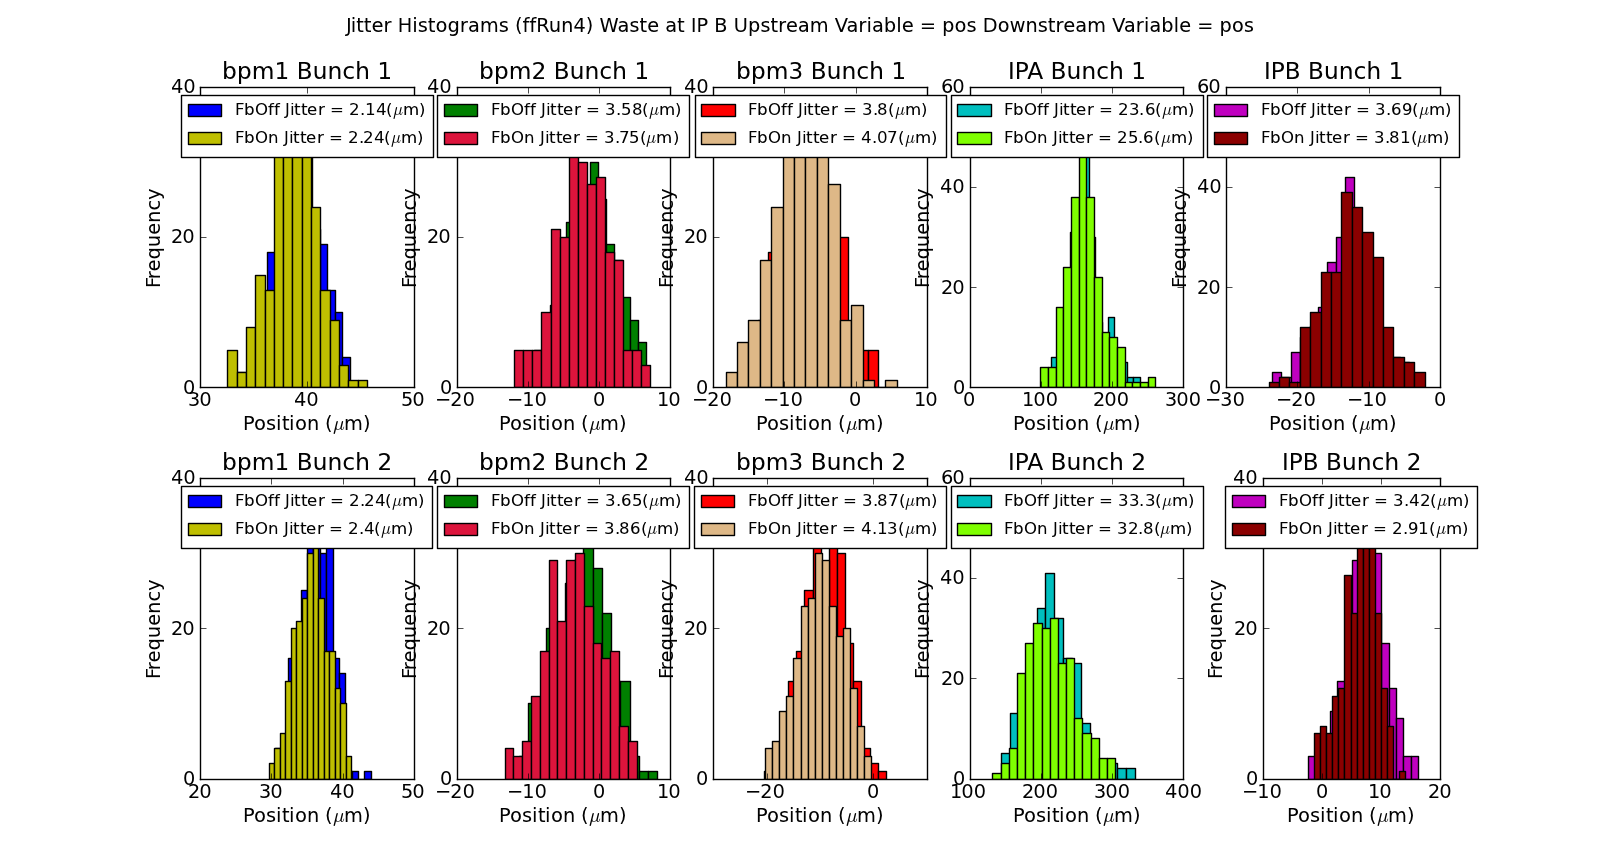 Jitter Histograms (ffRun4) Waste at IP B Upstream Variable = pos Downstream Variable = pos
bpm1 Bunch 1
40
FbOff Jitter = 2.14(μm)
FbOn Jitter = 2.24(μm)
20
0
Frequency
30 40 50
Position (μm)
bpm2 Bunch 1
40
FbOff Jitter = 3.58(μm)
FbOn Jitter = 3.75(μm)
20
0
Frequency
−20 −10 0 10
Position (μm)
bpm3 Bunch 1
40
FbOff Jitter = 3.8(μm)
FbOn Jitter = 4.07(μm)
20
0
Frequency
−20 −10 0 10
Position (μm)
IPA Bunch 1
60
FbOff Jitter = 23.6(μm)
FbOn Jitter = 25.6(μm)
40
20
0
Frequency
0 100 200 300
Position (μm)
IPB Bunch 1
60
FbOff Jitter = 3.69(μm)
FbOn Jitter = 3.81(μm)
40
20
0
Frequency
−30 −20 −10 0
Position (μm)
bpm1 Bunch 2
40
FbOff Jitter = 2.24(μm)
FbOn Jitter = 2.4(μm)
20
0
Frequency
20 30 40 50
Position (μm)
bpm2 Bunch 2
40
FbOff Jitter = 3.65(μm)
FbOn Jitter = 3.86(μm)
20
0
Frequency
−20 −10 0 10
Position (μm)
bpm3 Bunch 2
40
FbOff Jitter = 3.87(μm)
FbOn Jitter = 4.13(μm)
20
0
Frequency
−20 0
Position (μm)
IPA Bunch 2
60
FbOff Jitter = 33.3(μm)
FbOn Jitter = 32.8(μm)
40
20
0
Frequency
100 200 300 400
Position (μm)
IPB Bunch 2
40
FbOff Jitter = 3.42(μm)
FbOn Jitter = 2.91(μm)
20
0
Frequency
−10 0 10 20
Position (μm)